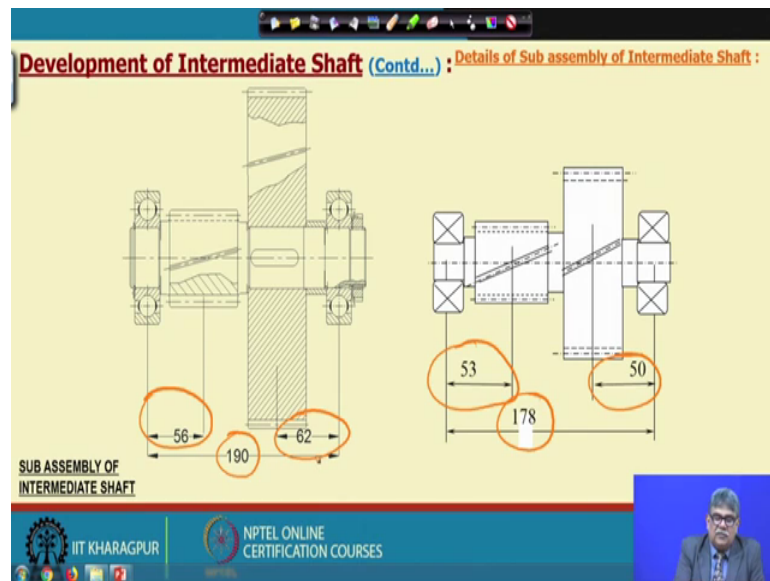 Development of Intermediate Shaft (Contd...) : Details of Sub assembly of Intermediate Shaft :
56
62
190
53
50
178
SUB ASSEMBLY OF
INTERMEDIATE SHAFT
IIT KHARAGPUR
NPTEL ONLINE
CERTIFICATION COURSES